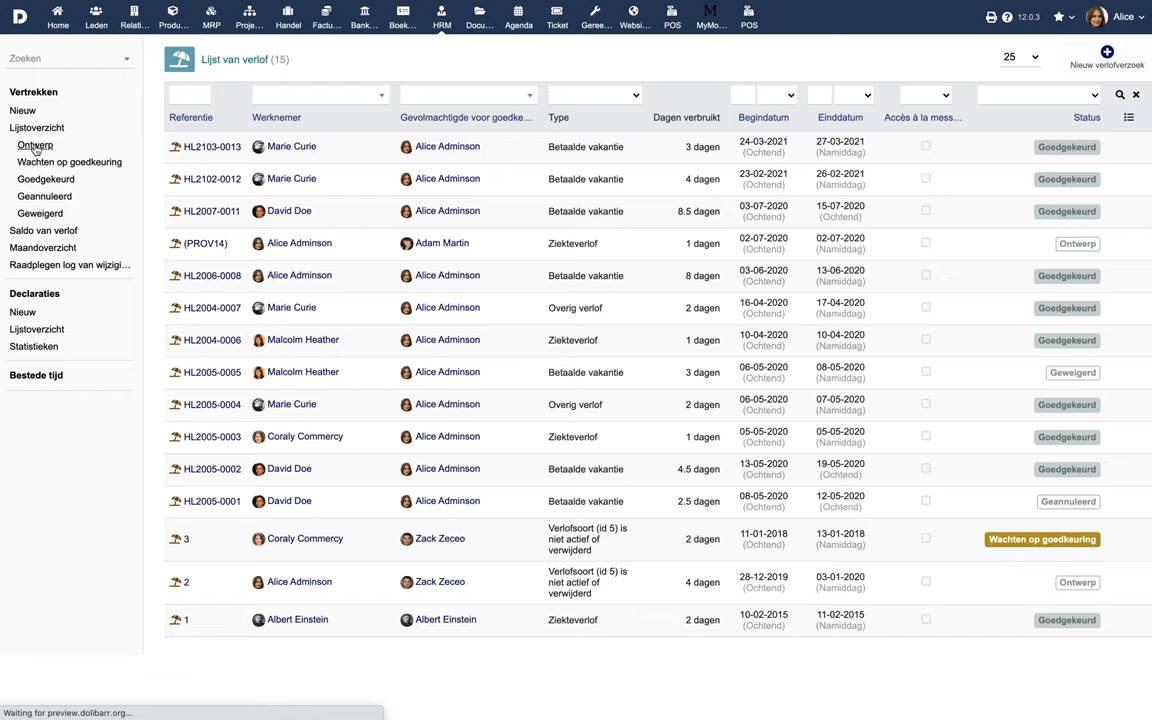 D
Home
Leden
Relati...
Produ...
MRP
Proje...
Handel
Factu...
Bank...
Boek...
HRM
Docu...
Agenda
Ticket
Geree...
Websi...
POS
M
MyMo...
POS
12.0.3
Alice
Zoeken
Vertrekken
Nieuw
Lijstoverzicht
Ontwerp
Wachten op goedkeuring
Goedgekeurd
Geannuleerd
Geweigerd
Saldo van verlof
Maandoverzicht
Raadplegen log van wijzigi...
Declaraties
Nieuw
Lijstoverzicht
Statistieken
Bestede tijd
Lijst van verlof (15)
25
Nieuw verlofverzoek
Referentie Werknemer Gevolmachtigde voor goedke... Type Dagen verbruikt Begindatum Einddatum Accès à la mess... Status
HL2103-0013 Marie Curie Alice Adminson Betaalde vakantie 3 dagen 24-03-2021 27-03-2021 Goedgekeurd
(Ochtend) (Namiddag)
HL2102-0012 Marie Curie Alice Adminson Betaalde vakantie 4 dagen 23-02-2021 26-02-2021 Goedgekeurd
(Ochtend) (Namiddag)
HL2007-0011 David Doe Alice Adminson Betaalde vakantie 8.5 dagen 03-07-2020 15-07-2020 Goedgekeurd
(Ochtend) (Ochtend)
(PROV14) Alice Adminson Adam Martin Ziekteverlof 1 dagen 02-07-2020 02-07-2020 Ontwerp
(Ochtend) (Namiddag)
HL2006-0008 Alice Adminson Alice Adminson Betaalde vakantie 8 dagen 03-06-2020 13-06-2020 Goedgekeurd
(Ochtend) (Namiddag)
HL2004-0007 Marie Curie Alice Adminson Overig verlof 2 dagen 16-04-2020 17-04-2020 Goedgekeurd
(Ochtend) (Namiddag)
HL2004-0006 Malcolm Heather Alice Adminson Ziekteverlof 1 dagen 10-04-2020 10-04-2020 Goedgekeurd
(Ochtend) (Namiddag)
HL2005-0005 Malcolm Heather Alice Adminson Betaalde vakantie 3 dagen 06-05-2020 08-05-2020 Geweigerd
(Ochtend) (Namiddag)
HL2005-0004 Marie Curie Alice Adminson Overig verlof 2 dagen 06-05-2020 07-05-2020 Goedgekeurd
(Ochtend) (Namiddag)
HL2005-0003 Coraly Commercy Alice Adminson Ziekteverlof 1 dagen 05-05-2020 05-05-2020 Goedgekeurd
(Ochtend) (Namiddag)
HL2005-0002 David Doe Alice Adminson Betaalde vakantie 4.5 dagen 13-05-2020 19-05-2020 Goedgekeurd
(Ochtend) (Ochtend)
HL2005-0001 David Doe Alice Adminson Betaalde vakantie 2.5 dagen 08-05-2020 12-05-2020 Geannuleerd
(Ochtend) (Ochtend)
3 Coraly Commercy Zack Zeceo Verlofsoort (id 5) is niet actief of verwijderd 2 dagen 11-01-2018 13-01-2018 Wachten op goedkeuring
(Ochtend) (Namiddag)
2 Alice Adminson Zack Zeceo Verlofsoort (id 5) is niet actief of verwijderd 4 dagen 28-12-2019 03-01-2020 Ontwerp
(Ochtend) (Namiddag)
1 Albert Einstein Albert Einstein Ziekteverlof 2 dagen 10-02-2015 11-02-2015 Goedgekeurd
(Ochtend) (Namiddag)
Waiting for preview.dolibarr.org...